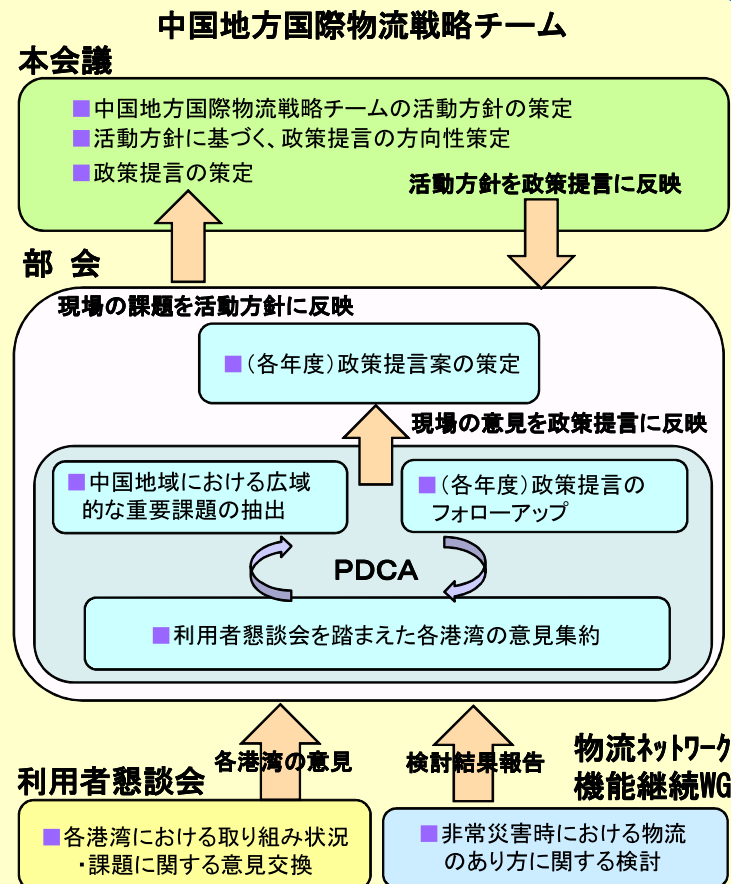 中国地方国際物流戦略チーム
本会議
■中国地方国際物流戦略チームの活動方針の策定
■活動方針に基づく、政策提言の方向性策定
■政策提言の策定
活動方針を政策提言に反映
部 会
現場の課題を活動方針に反映
■(各年度)政策提言案の策定
現場の意見を政策提言に反映
■中国地域における広域
的な重要課題の抽出
■(各年度)政策提言の
フォローアップ
PDCA
■利用者懇談会を踏まえた各港湾の意見集約
各港湾の意見
検討結果報告
利用者懇談会
■各港湾における取り組み状況
・課題に関する意見交換
物流ネットワーク
機能継続WG
■非常災害時における物流
のあり方に関する検討